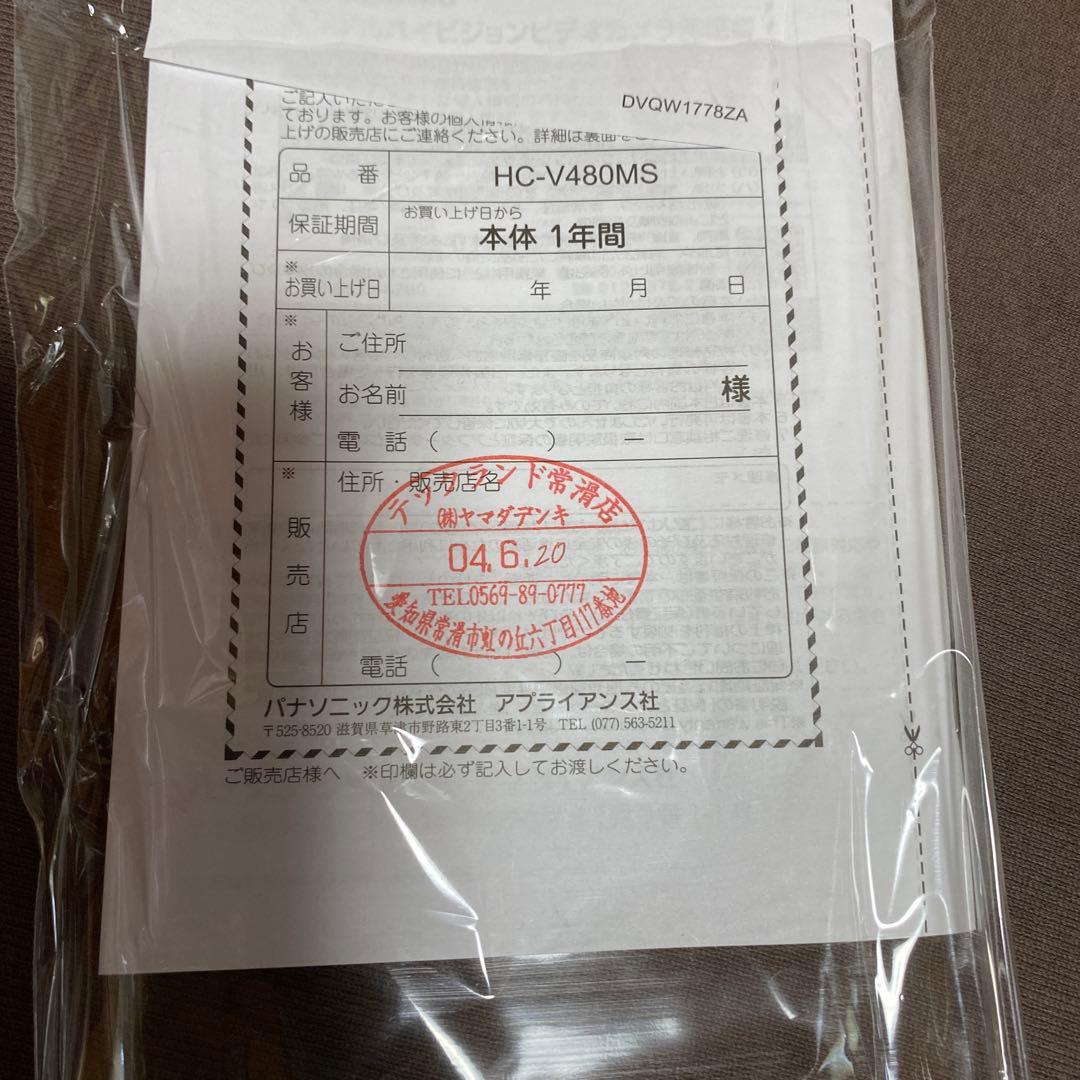 DVQW1778ZA
ております。お客様の個人情報
上げの販売店にご連絡ください。詳細は裏面を
品 番 HC-V480MS
保証期間 お買い上げ日から
本体 1年間
※
お買い上げ日 年 月 日
※
お客様
ご住所
お名前 様
電話( ) ー
※
販売店
住所・販売店名
テックランド常滑店
㈱ヤマダデンキ
04.6.20
TEL0569-89-0777
愛知県常滑市虹の丘六丁目117番地
電話( ) ー
パナソニック株式会社 アプライアンス社
〒525-8520 滋賀県草津市野路東2丁目3番1-1号 TEL (077) 563-5211
ご販売店様へ ※印欄は必ず記入してお渡しください。